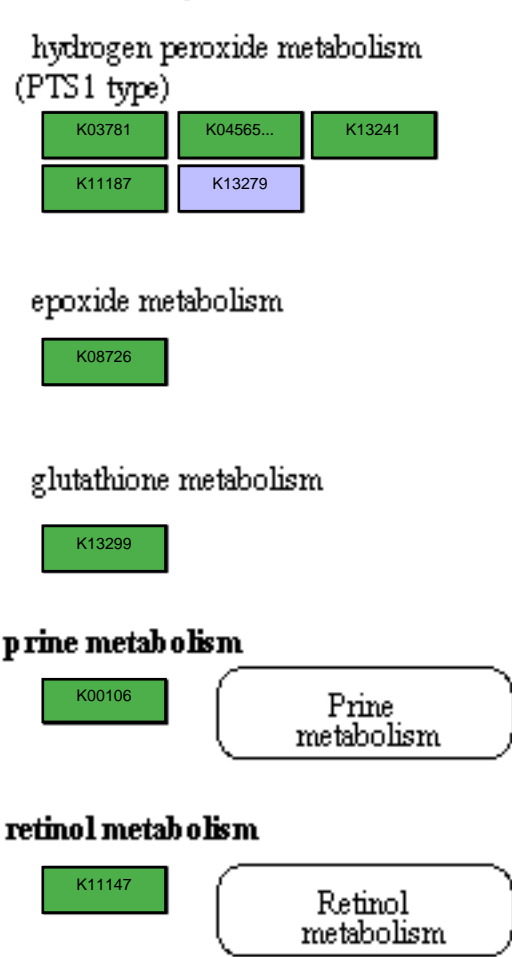 hydrogen peroxide metabolism
(PTS1 type)
K03781 K04565... K13241
K11187 K13279
epoxide metabolism
K08726
glutathione metabolism
K13299
prine metabolism
K00106
Prine
metabolism
retinol metabolism
K11147
Retinol
metabolism